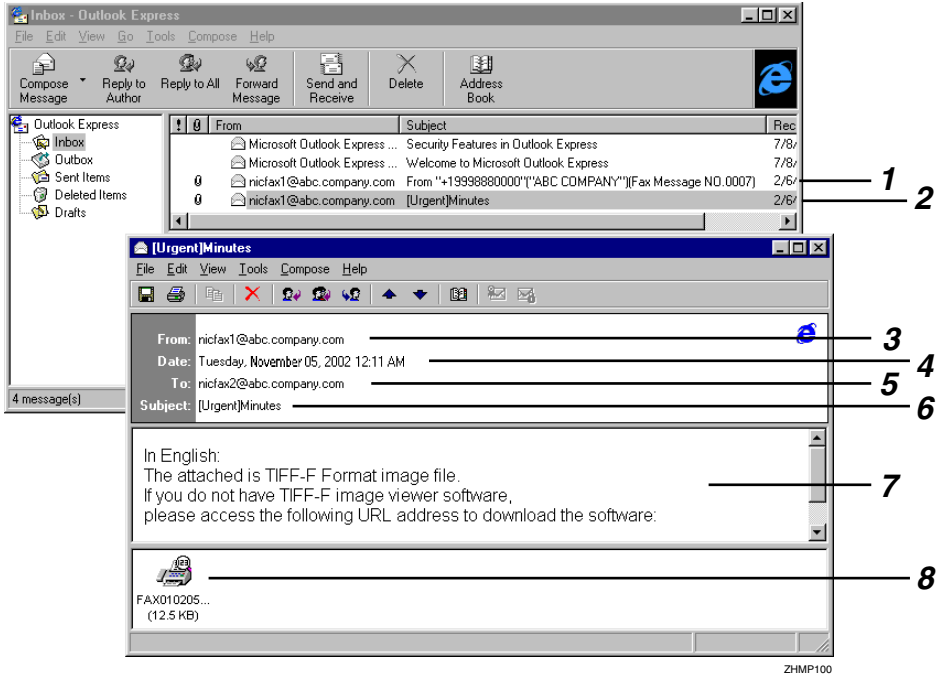 Inbox - Outlook Express
File Edit View Go Tools Compose Help
Compose Message
Reply to Author
Reply to All
Forward Message
Send and Receive
Delete
Address Book
Outlook Express
Inbox
Outbox
Sent Items
Deleted Items
Drafts
! From Subject Rec
Microsoft Outlook Express ... Security Features in Outlook Express 7/8/
Microsoft Outlook Express ... Welcome to Microsoft Outlook Express 7/8/
nicfax1@abc.company.com From "+19998880000"("ABC COMPANY")(Fax Message NO.0007) 2/6/ 1
nicfax1@abc.company.com [Urgent]Minutes 2/6/ 2
4 message(s)
[Urgent]Minutes
File Edit View Tools Compose Help
From: nicfax1@abc.company.com 3
Date: Tuesday, November 05, 2002 12:11 AM 4
To: nicfax2@abc.company.com 5
Subject: [Urgent]Minutes 6
In English:
The attached is TIFF-F Format image file.
If you do not have TIFF-F image viewer software, 7
please access the following URL address to download the software:
123
8
FAX010205...
(12.5 KB)
ZHMP100